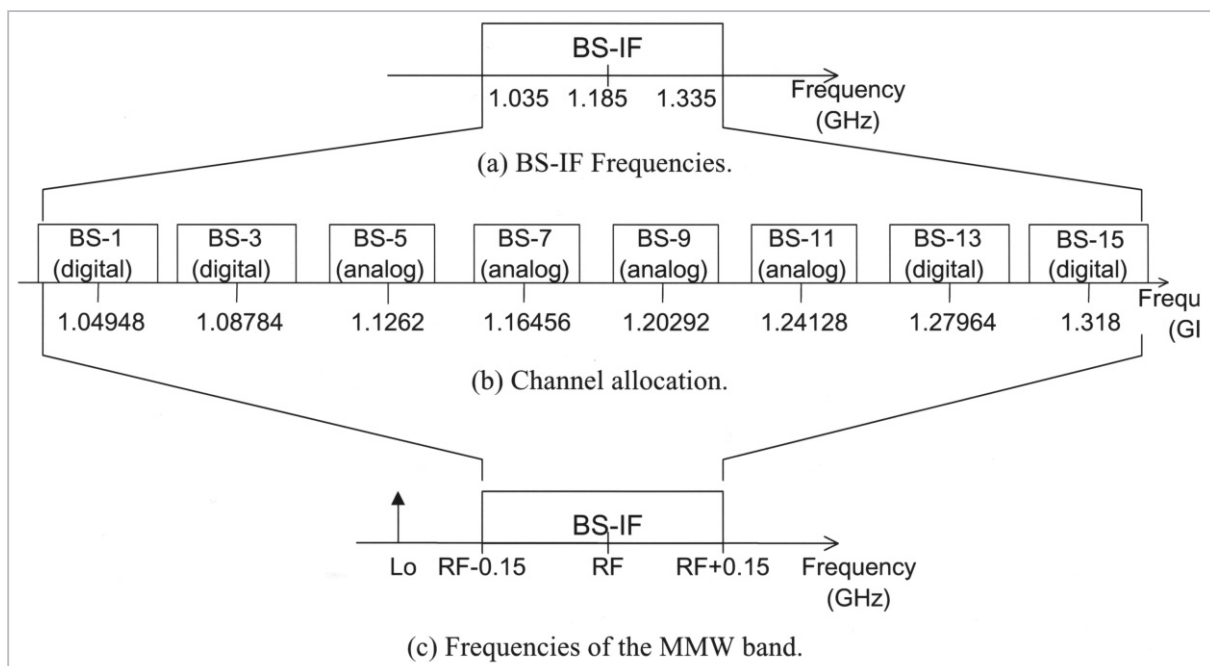 BS-IF
1.035 1.185 1.335 Frequency
(GHz)
(a) BS-IF Frequencies.
BS-1 BS-3 BS-5 BS-7 BS-9 BS-11 BS-13 BS-15
(digital) (digital) (analog) (analog) (analog) (analog) (digital) (digital)
Frequ
1.04948 1.08784 1.1262 1.16456 1.20292 1.24128 1.27964 1.318 (GI
(b) Channel allocation.
BS-IF
Lo RF-0.15 RF RF+0.15 Frequency
(GHz)
(c) Frequencies of the MMW band.